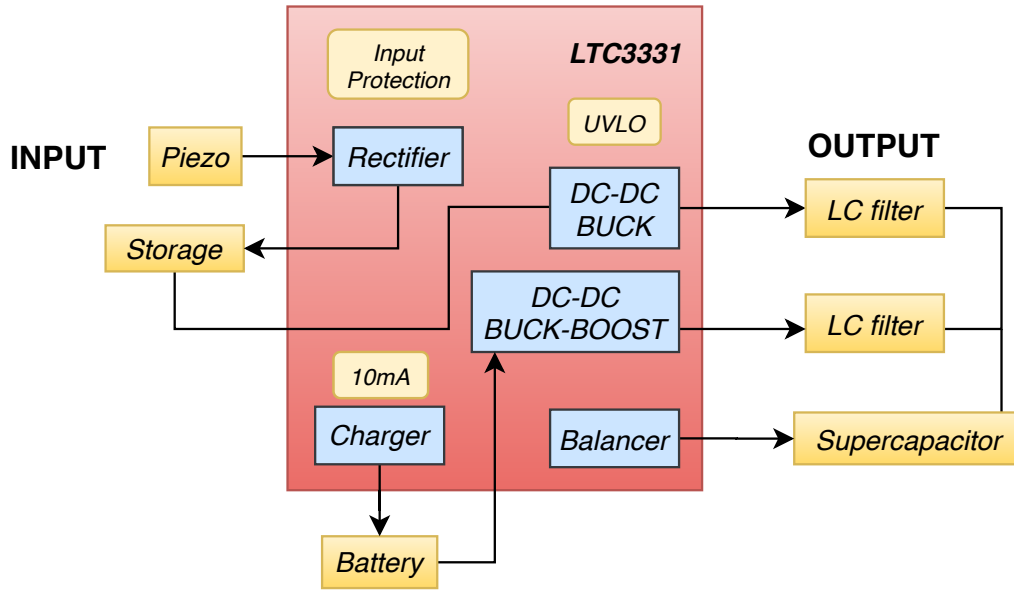 Input
Protection
LTC3331
UVLO
INPUT
Piezo
Rectifier
OUTPUT
DC-DC
BUCK
LC filter
Storage
DC-DC
BUCK-BOOST
LC filter
10mA
Charger
Balancer
Supercapacitor
Battery